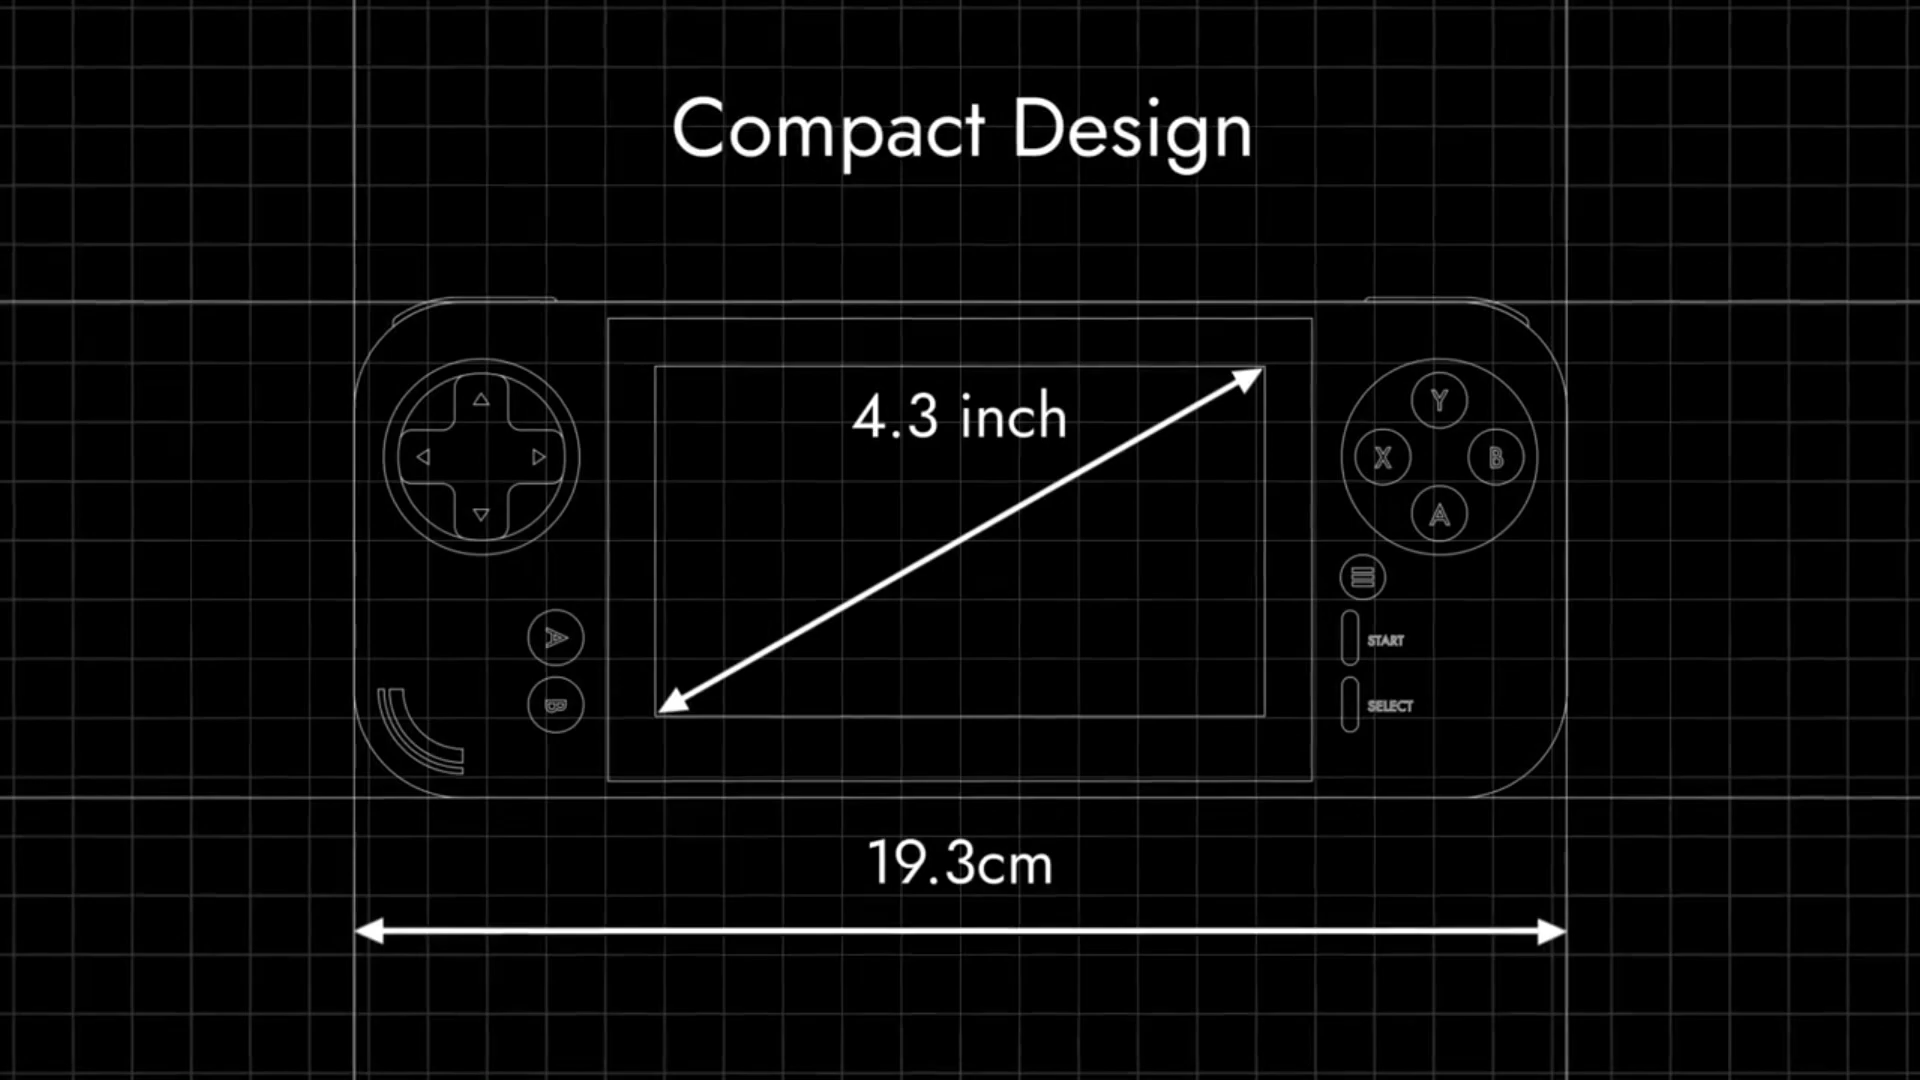 Compact Design
4.3 inch
Y
X
B
A
START
SELECT
A
B
19.3cm